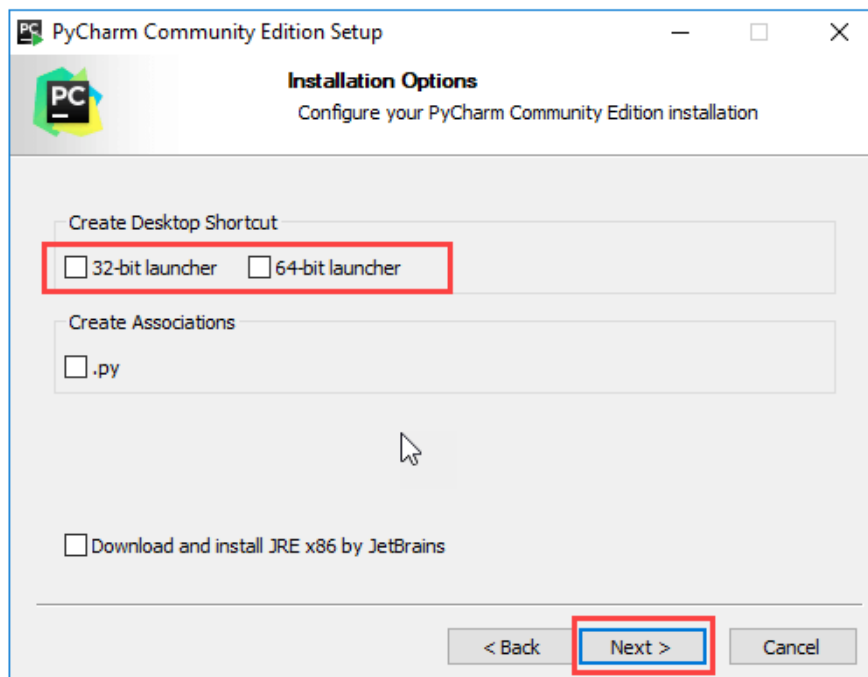 PC PyCharm Community Edition Setup
PC
Installation Options
Configure your PyCharm Community Edition installation
Create Desktop Shortcut
32-bit launcher 64-bit launcher
Create Associations
.py
Download and install JRE x86 by JetBrains
< Back Next > Cancel